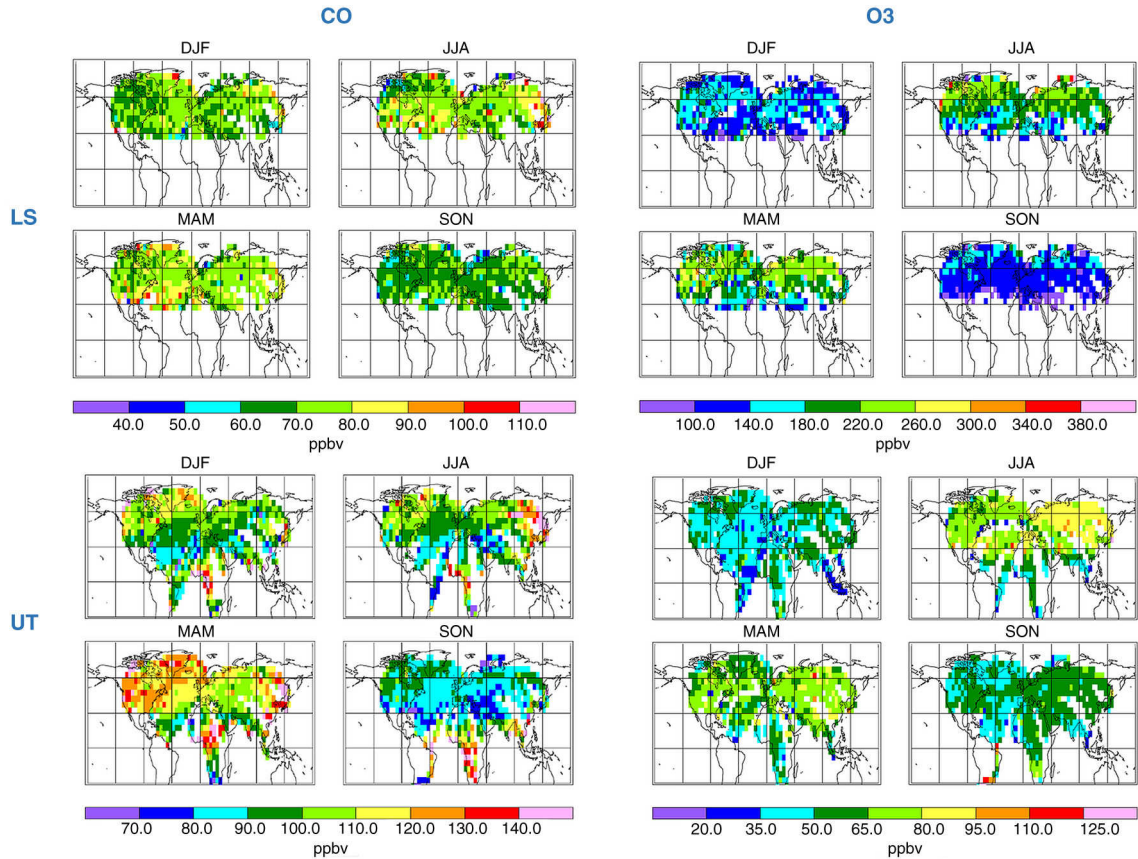 CO O3
DJF JJA DJF JJA
LS
MAM SON MAM SON
40.0 50.0 60.0 70.0 80.0 90.0 100.0 110.0
ppbv
100.0 140.0 180.0 220.0 260.0 300.0 340.0 380.0
ppbv
DJF JJA DJF JJA
UT
MAM SON MAM SON
70.0 80.0 90.0 100.0 110.0 120.0 130.0 140.0
ppbv
20.0 35.0 50.0 65.0 80.0 95.0 110.0 125.0
ppbv